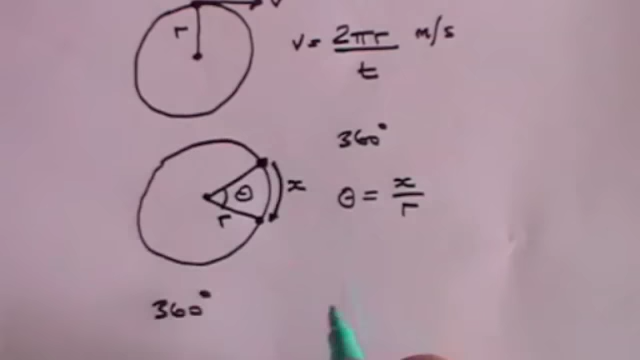 v
r
v = 2πr/t m/s
360°
θ
x
r
θ = x/r
360°